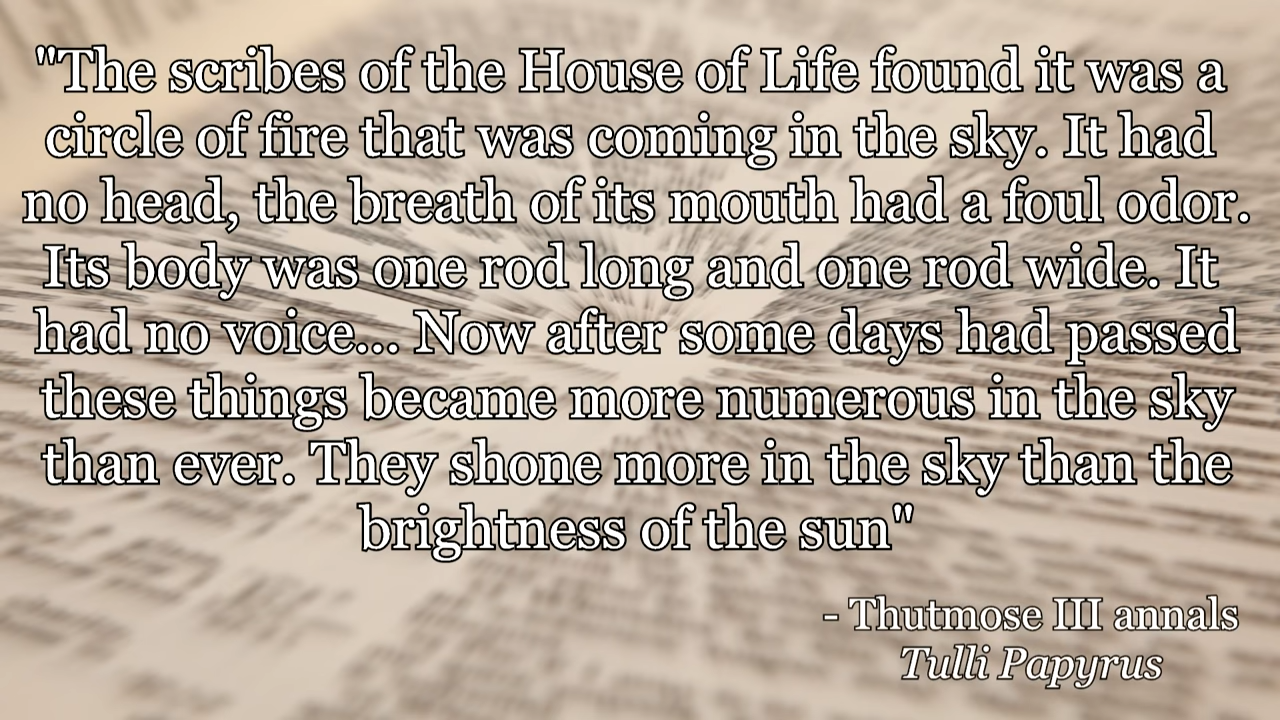 "The scribes of the House of Life found it was a
circle of fire that was coming in the sky. It had
no head, the breath of its mouth had a foul odor.
Its body was one rod long and one rod wide. It
had no voice... Now after some days had passed
these things became more numerous in the sky
than ever. They shone more in the sky than the
brightness of the sun"
- Thutmose III annals
Tulli Papyrus